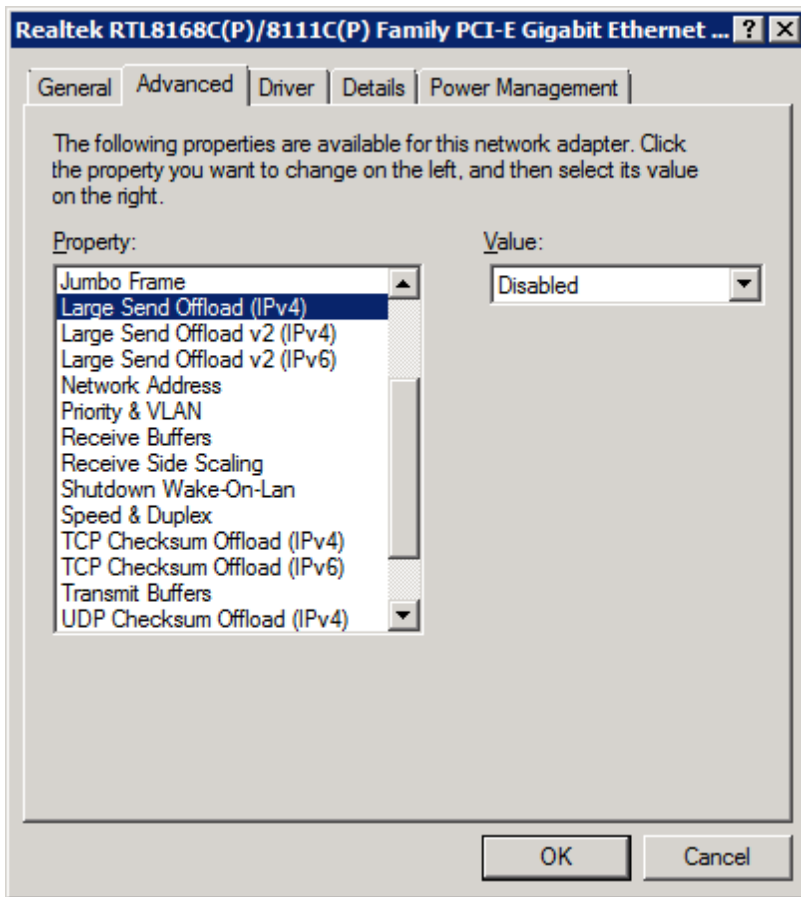 Realtek RTL8168C(P)/8111C(P) Family PCI-E Gigabit Ethernet ...
General Advanced Driver Details Power Management
The following properties are available for this network adapter. Click
the property you want to change on the left, and then select its value
on the right.
Property:
Jumbo Frame
Large Send Offload (IPv4)
Large Send Offload v2 (IPv4)
Large Send Offload v2 (IPv6)
Network Address
Priority & VLAN
Receive Buffers
Receive Side Scaling
Shutdown Wake-On-Lan
Speed & Duplex
TCP Checksum Offload (IPv4)
TCP Checksum Offload (IPv6)
Transmit Buffers
UDP Checksum Offload (IPv4)
Value:
Disabled
OK Cancel